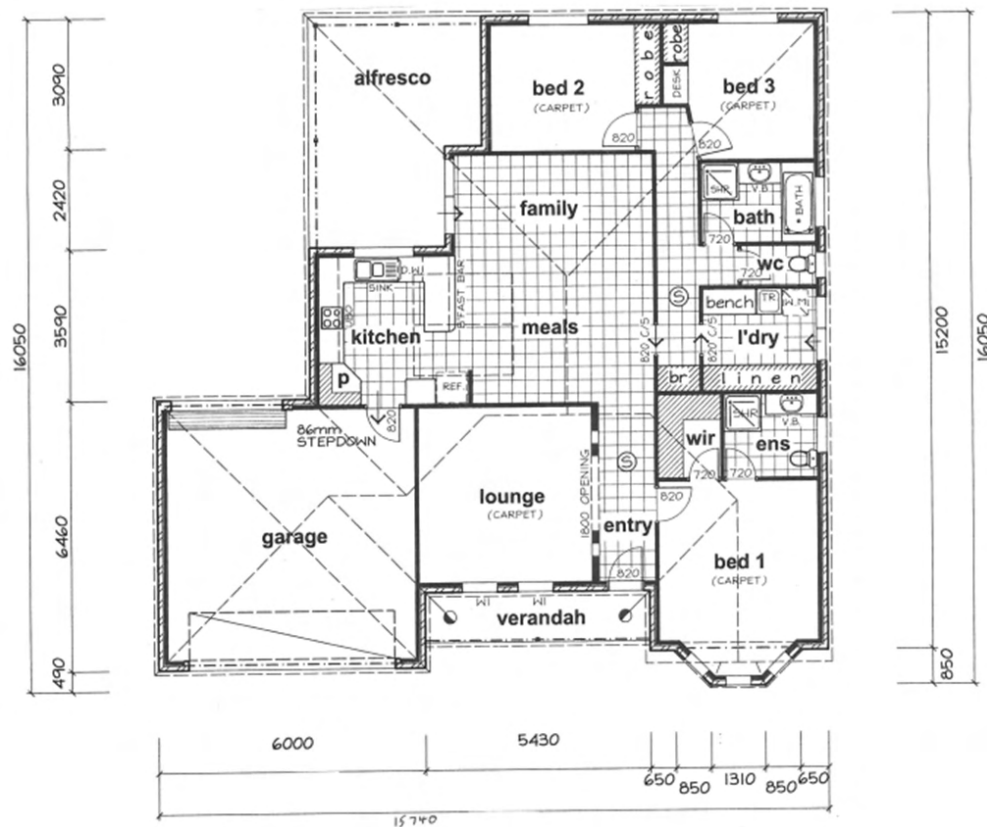 alfresco
bed 2
(CARPET)
robe
robe
DESK
bed 3
(CARPET)
820
820
family
SHR
V.B.
BATH
bath
720
wc
720
S
bench
TR
W.M.
D.W.
SINK
B'FAST BAR
kitchen
meals
820 C/S
820 C/S
l'dry
P
REF.
br
linen
86mm
STEPDOWN
820
wir
SHR
V.B.
ens
720
720
lounge
(CARPET)
1800 OPENING
S
820
entry
garage
bed 1
(CARPET)
820
verandah
3090
2420
3590
6460
490
16050
15200
850
16050
6000
5430
650
850
1310
850
650
15740